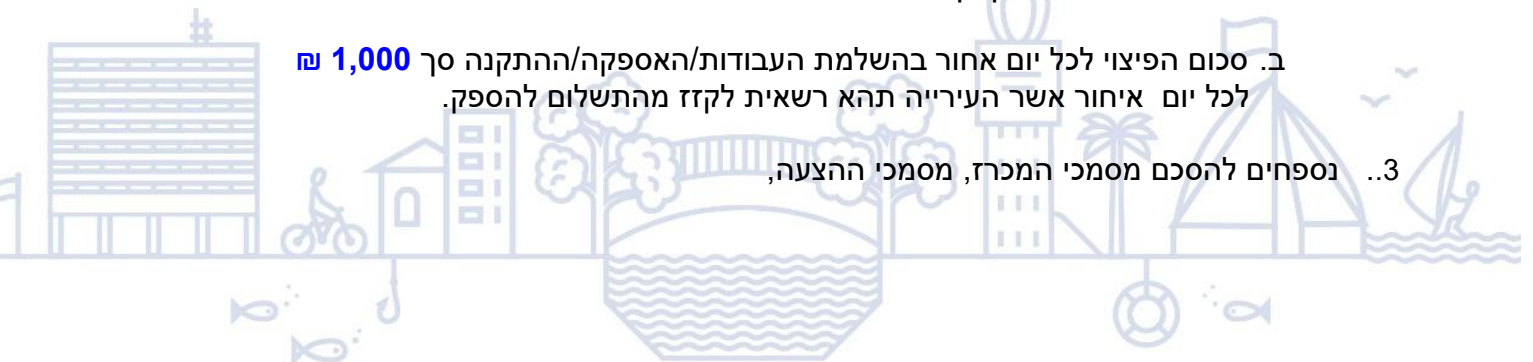 ב. סכום הפיצוי לכל יום אחור בהשלמת העבודות/האספקה/ההתקנה סך 1,000 ₪
לכל יום איחור אשר העירייה תהא רשאית לקזז מהתשלום להספק.
3.. נספחים להסכם מסמכי המכרז, מסמכי ההצעה,